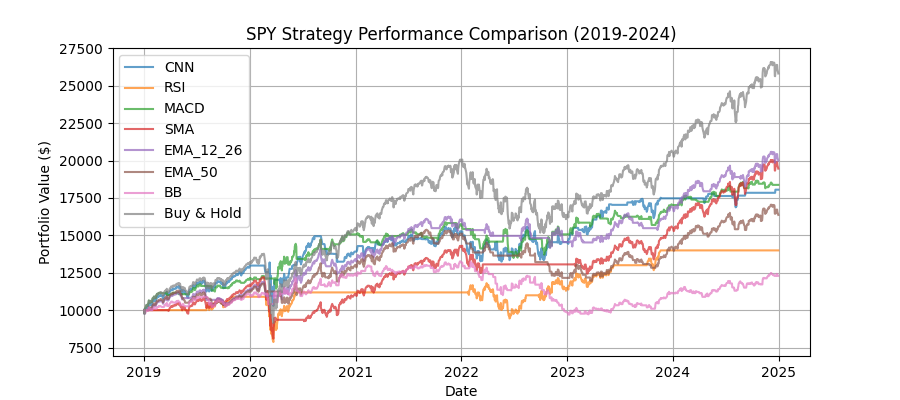 SPY Strategy Performance Comparison (2019-2024)
27500
25000
22500
20000
17500
15000
12500
10000
7500
Portfolio Value ($)
CNN
RSI
MACD
SMA
EMA_12_26
EMA_50
BB
Buy & Hold
2019
2020
2021
2022
2023
2024
2025
Date